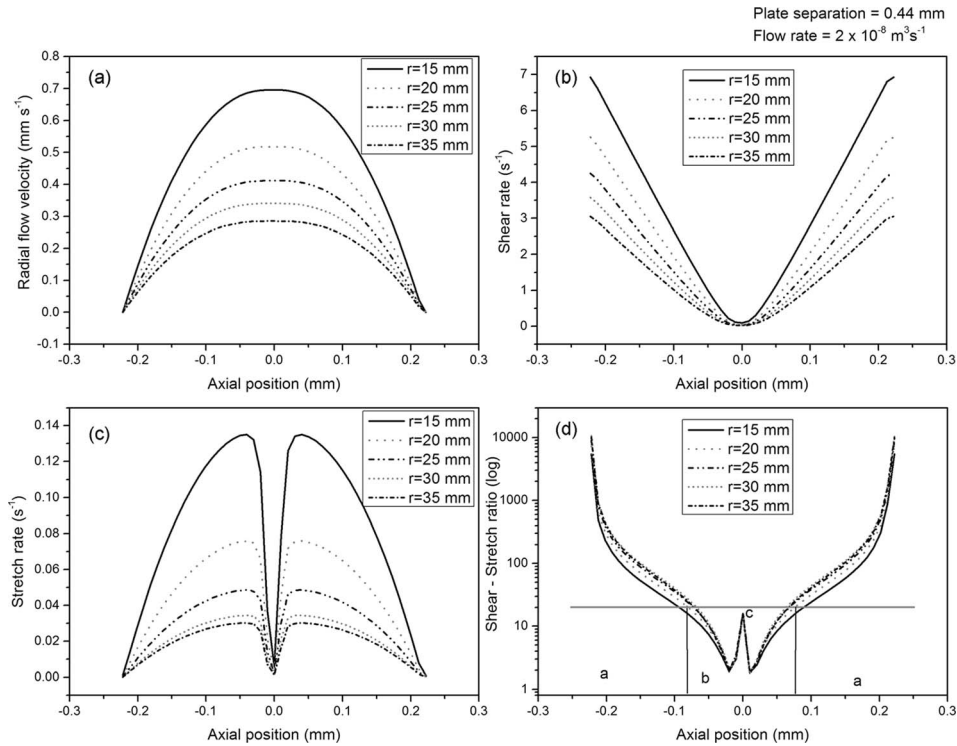 Plate separation = 0.44 mm
Flow rate = 2 x 10⁻⁸ m³s⁻¹
(a)
r=15 mm
r=20 mm
r=25 mm
r=30 mm
r=35 mm
Radial flow velocity (mm s⁻¹)
0.8
0.7
0.6
0.5
0.4
0.3
0.2
0.1
0.0
-0.1
-0.3
-0.2
-0.1
0.0
0.1
0.2
0.3
Axial position (mm)
(b)
r=15 mm
r=20 mm
r=25 mm
r=30 mm
r=35 mm
Shear rate (s⁻¹)
7
6
5
4
3
2
1
0
-0.3
-0.2
-0.1
0.0
0.1
0.2
0.3
Axial position (mm)
(c)
r=15 mm
r=20 mm
r=25 mm
r=30 mm
r=35 mm
Stretch rate (s⁻¹)
0.14
0.12
0.10
0.08
0.06
0.04
0.02
0.00
-0.3
-0.2
-0.1
0.0
0.1
0.2
0.3
Axial position (mm)
(d)
r=15 mm
r=20 mm
r=25 mm
r=30 mm
r=35 mm
Shear - Stretch ratio (log)
10000
1000
100
10
1
c
a
b
a
-0.3
-0.2
-0.1
0.0
0.1
0.2
0.3
Axial position (mm)